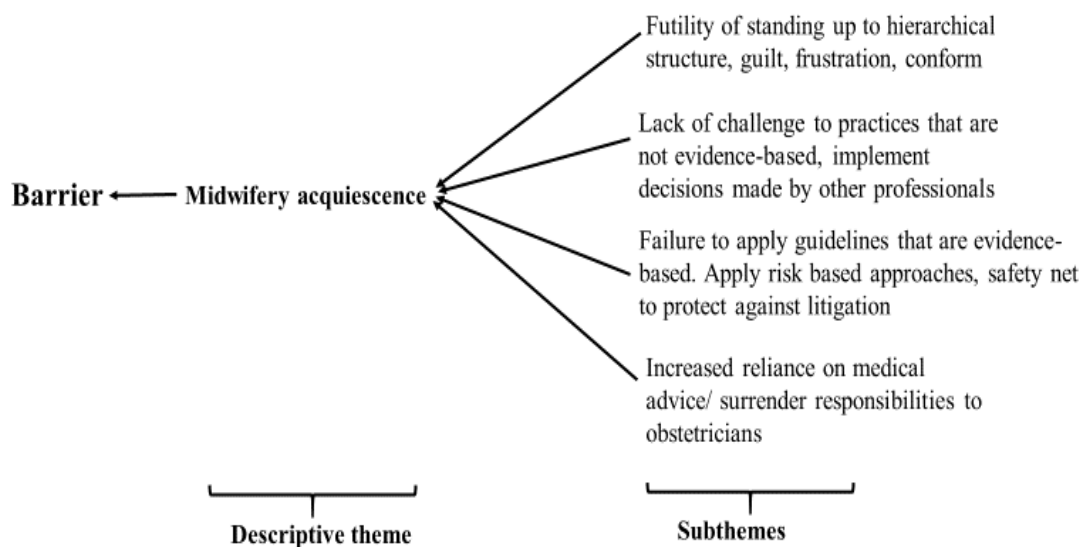 Futility of standing up to hierarchical
structure, guilt, frustration, conform
Lack of challenge to practices that are
not evidence-based, implement
decisions made by other professionals
Barrier
Midwifery acquiescence
Failure to apply guidelines that are evidence-
based. Apply risk based approaches, safety net
to protect against litigation
Increased reliance on medical
advice/ surrender responsibilities to
obstetricians
Descriptive theme
Subthemes